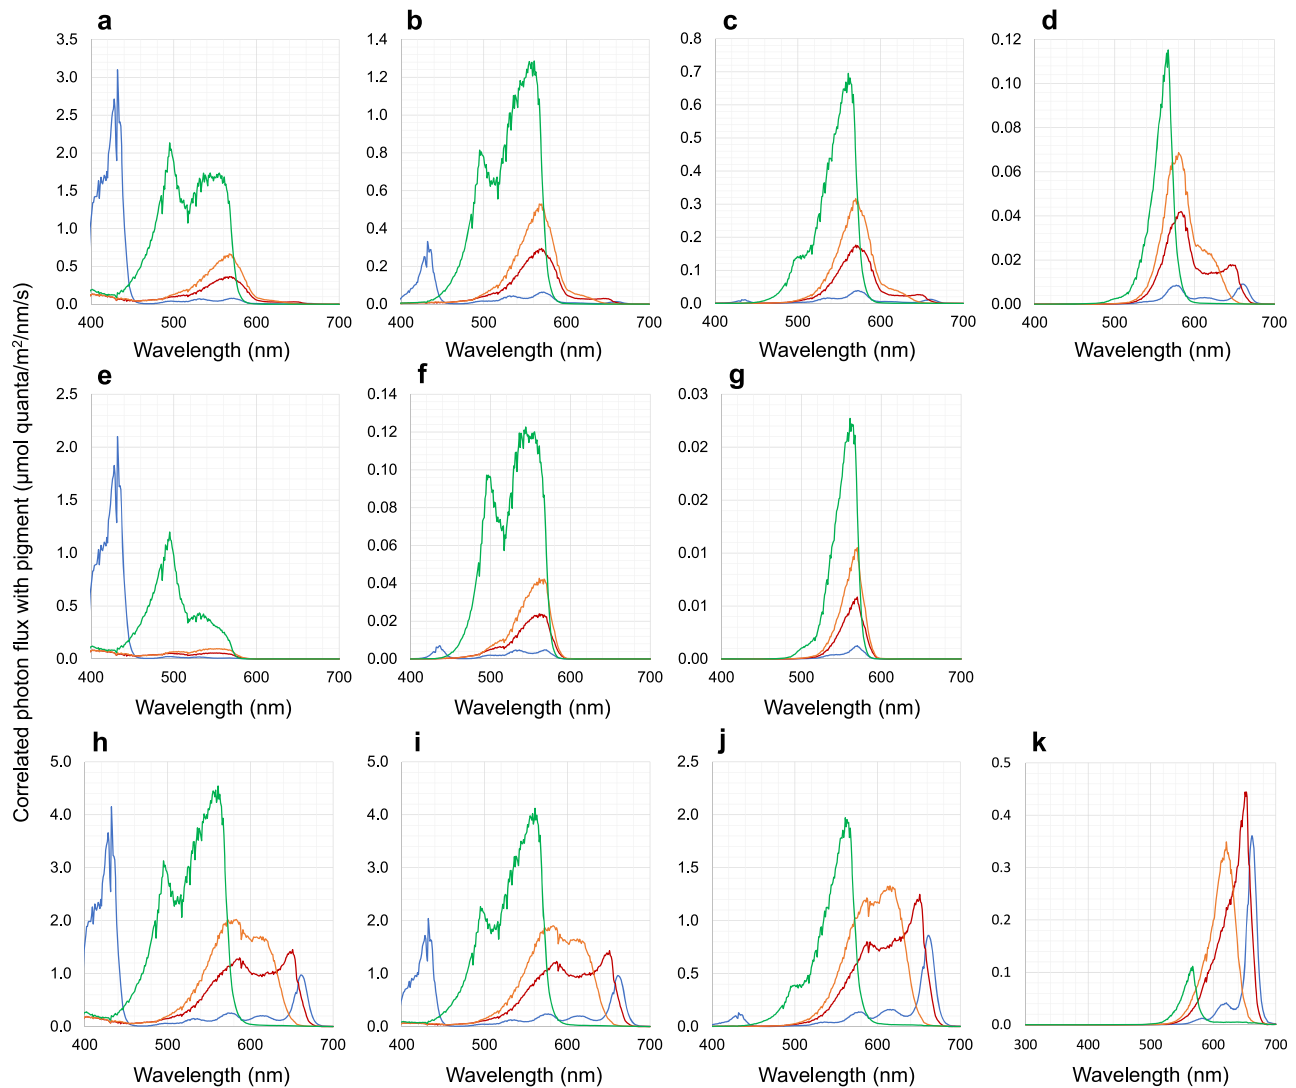 a
b
c
d
3.5
3.0
2.5
2.0
1.5
1.0
0.5
0.0
400 500 600 700
Wavelength (nm)
1.4
1.2
1.0
0.8
0.6
0.4
0.2
0.0
400 500 600 700
Wavelength (nm)
0.8
0.7
0.6
0.5
0.4
0.3
0.2
0.1
0.0
400 500 600 700
Wavelength (nm)
0.12
0.10
0.08
0.06
0.04
0.02
0.00
400 500 600 700
Wavelength (nm)
Correlated photon flux with pigment (μmol quanta/m²/nm/s)
e
f
g
2.5
2.0
1.5
1.0
0.5
0.0
400 500 600 700
Wavelength (nm)
0.14
0.12
0.10
0.08
0.06
0.04
0.02
0.00
400 500 600 700
Wavelength (nm)
0.03
0.02
0.02
0.01
0.01
0.00
400 500 600 700
Wavelength (nm)
h
i
j
k
5.0
4.0
3.0
2.0
1.0
0.0
400 500 600 700
Wavelength (nm)
5.0
4.0
3.0
2.0
1.0
0.0
400 500 600 700
Wavelength (nm)
2.5
2.0
1.5
1.0
0.5
0.0
400 500 600 700
Wavelength (nm)
0.5
0.4
0.3
0.2
0.1
0.0
300 400 500 600 700
Wavelength (nm)